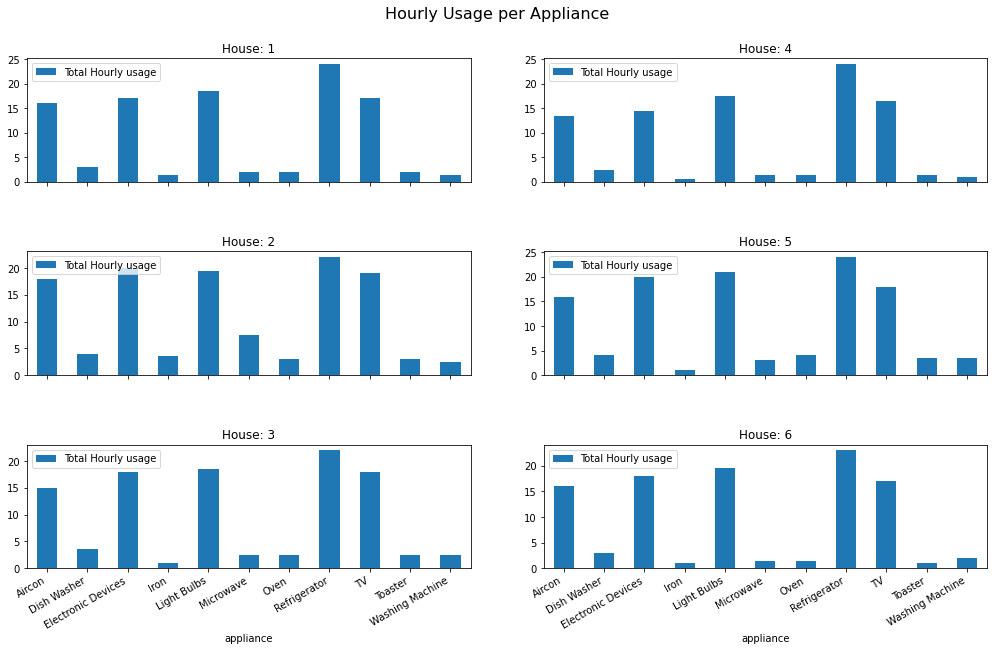 Hourly Usage per Appliance
House: 1
25
20
15
10
5
0
Total Hourly usage
House: 4
25
20
15
10
5
0
Total Hourly usage
House: 2
20
15
10
5
0
Total Hourly usage
House: 5
25
20
15
10
5
0
Total Hourly usage
House: 3
20
15
10
5
0
Total Hourly usage
Aircon
Dish Washer
Electronic Devices
Iron
Light Bulbs
Microwave
Oven
Refrigerator
TV
Toaster
Washing Machine
appliance
House: 6
20
15
10
5
0
Total Hourly usage
Aircon
Dish Washer
Electronic Devices
Iron
Light Bulbs
Microwave
Oven
Refrigerator
TV
Toaster
Washing Machine
appliance